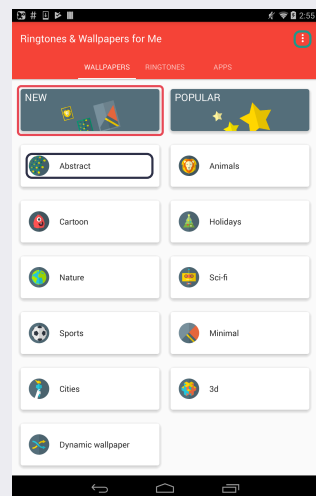 2:55
Ringtones & Wallpapers for Me
WALLPAPERS RINGTONES APPS
NEW POPULAR
Abstract Animals
Cartoon Holidays
Nature Sci-fi
Sports Minimal
Cities 3d
Dynamic wallpaper